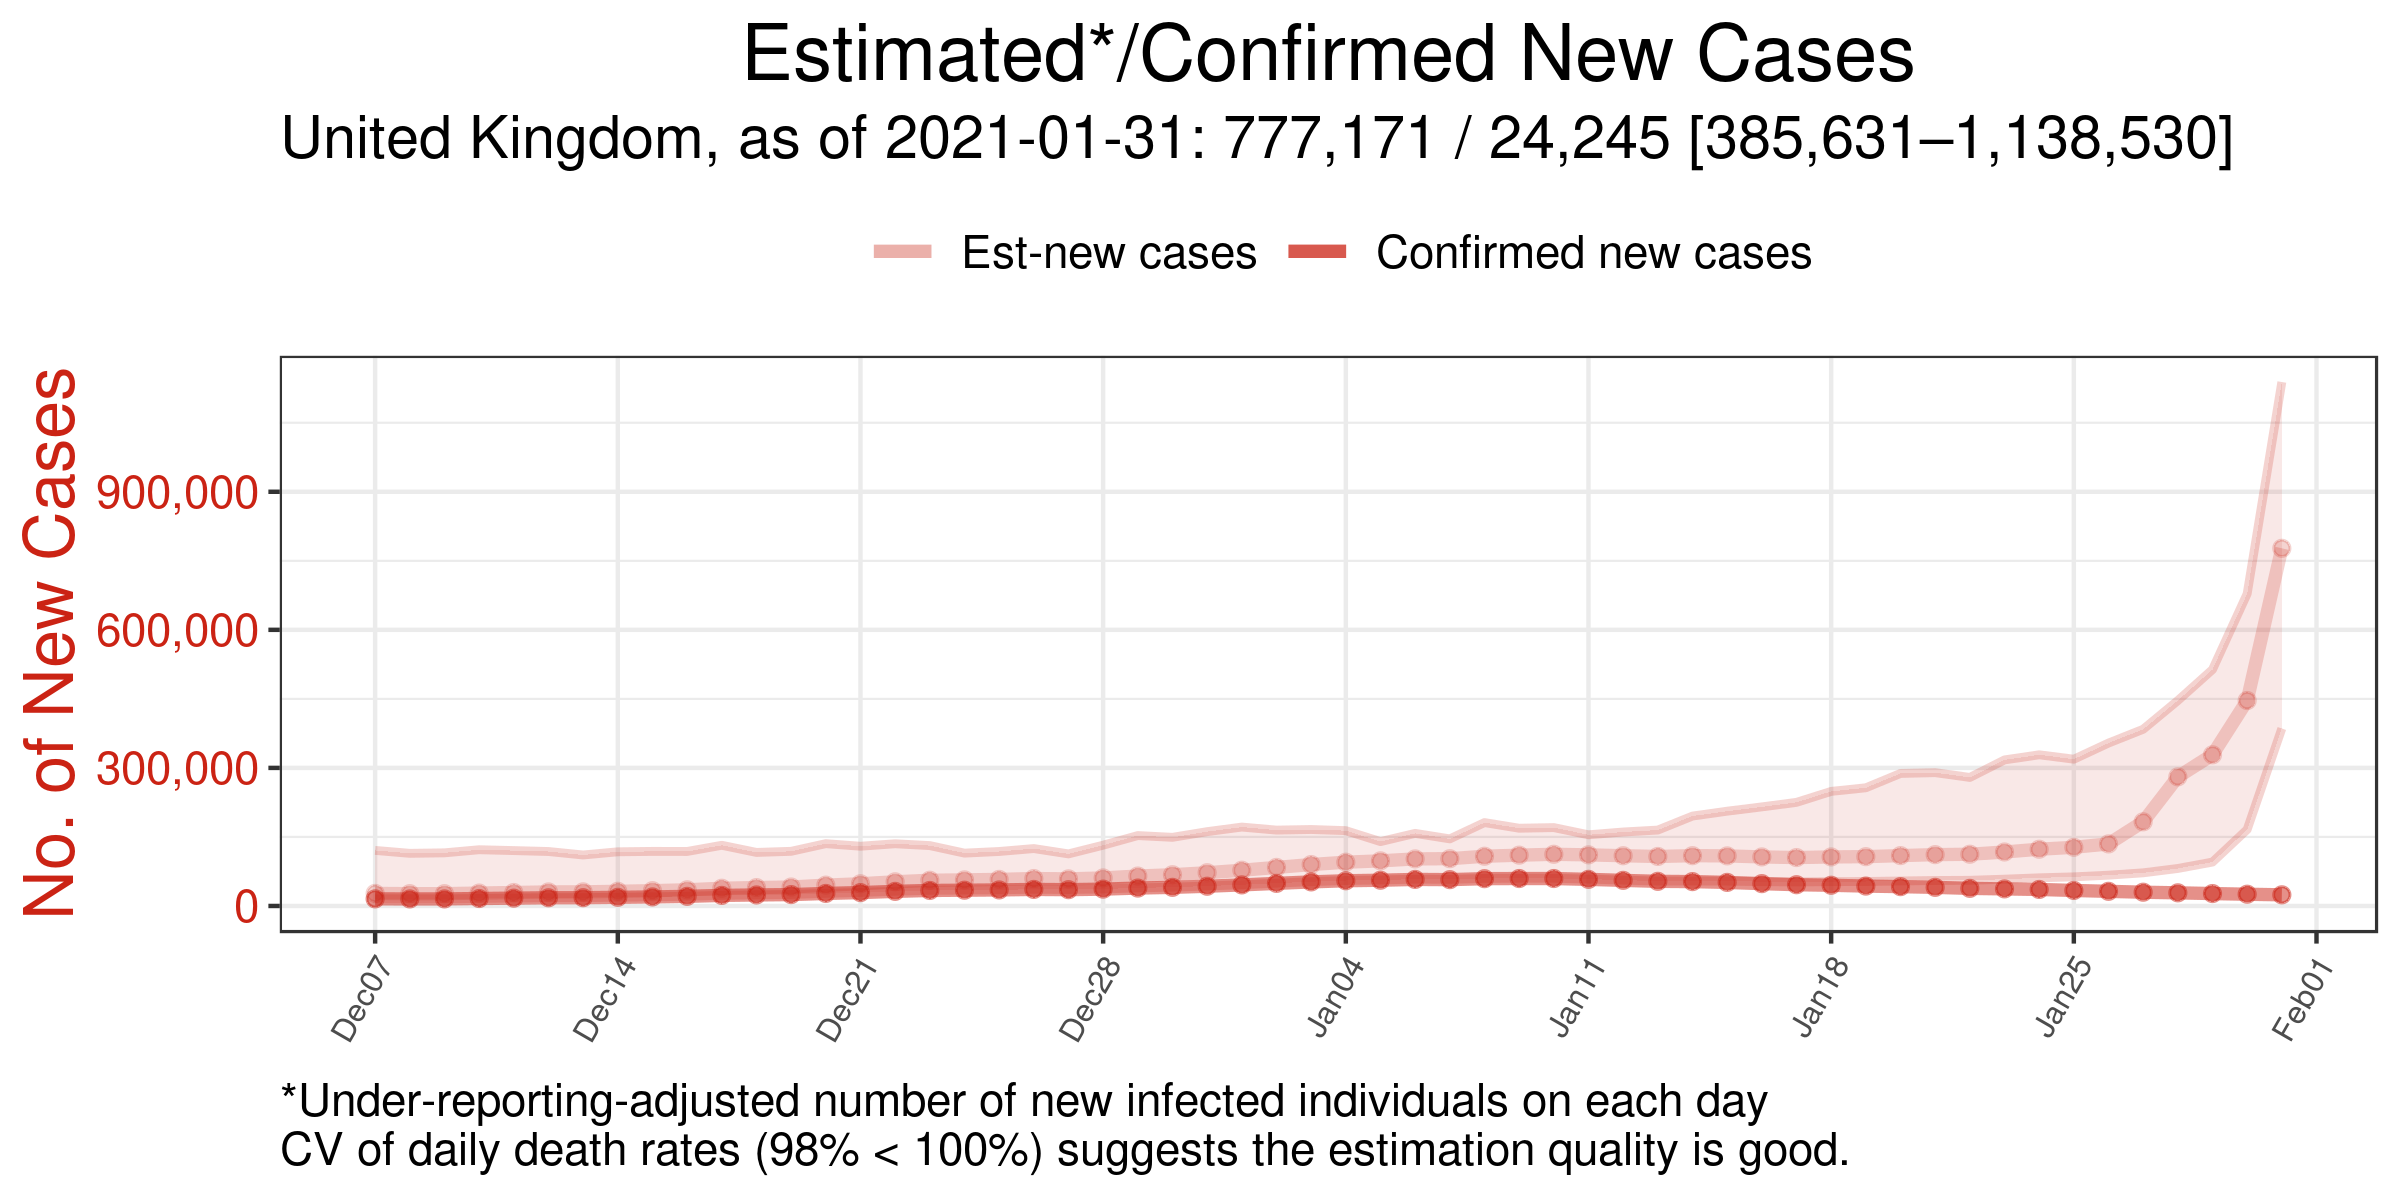 Estimated*/Confirmed New Cases
United Kingdom, as of 2021-01-31: 777,171 / 24,245 [385,631–1,138,530]
Est-new cases
Confirmed new cases
No. of New Cases
900,000
600,000
300,000
0
Dec07
Dec14
Dec21
Dec28
Jan04
Jan11
Jan18
Jan25
Feb01
*Under-reporting-adjusted number of new infected individuals on each day
CV of daily death rates (98% < 100%) suggests the estimation quality is good.